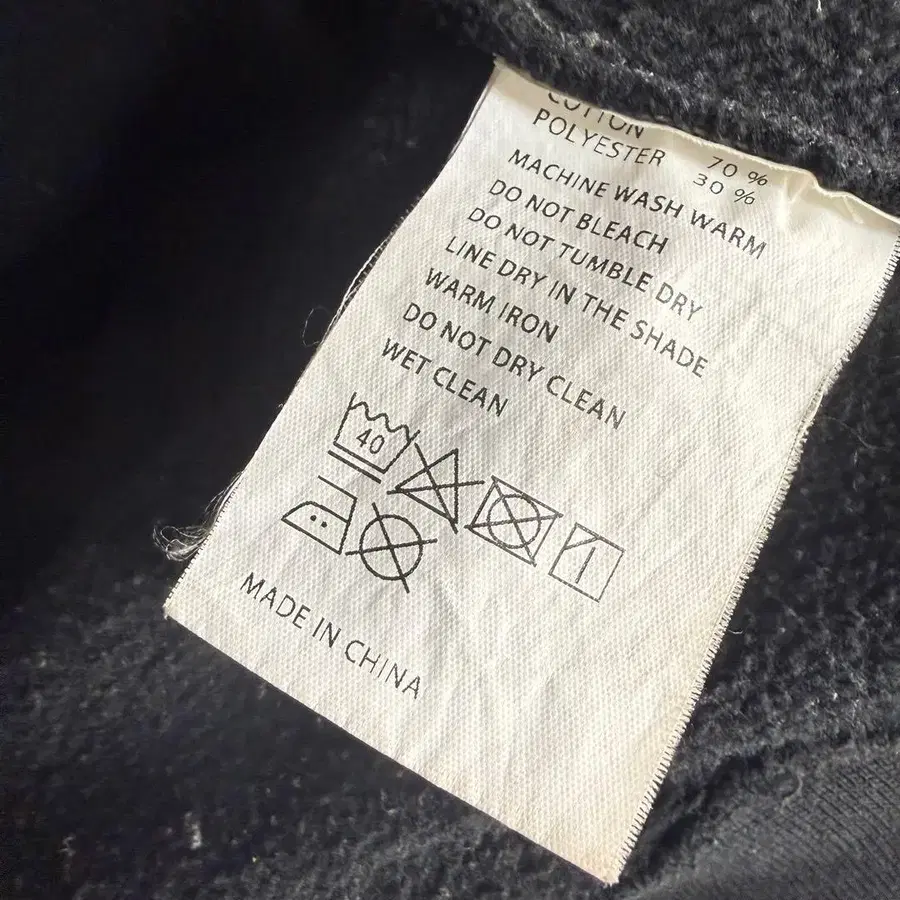 COTTON 70 %
POLYESTER 30 %
MACHINE WASH WARM
DO NOT BLEACH
DO NOT TUMBLE DRY
LINE DRY IN THE SHADE
WARM IRON
DO NOT DRY CLEAN
WET CLEAN
40
MADE IN CHINA